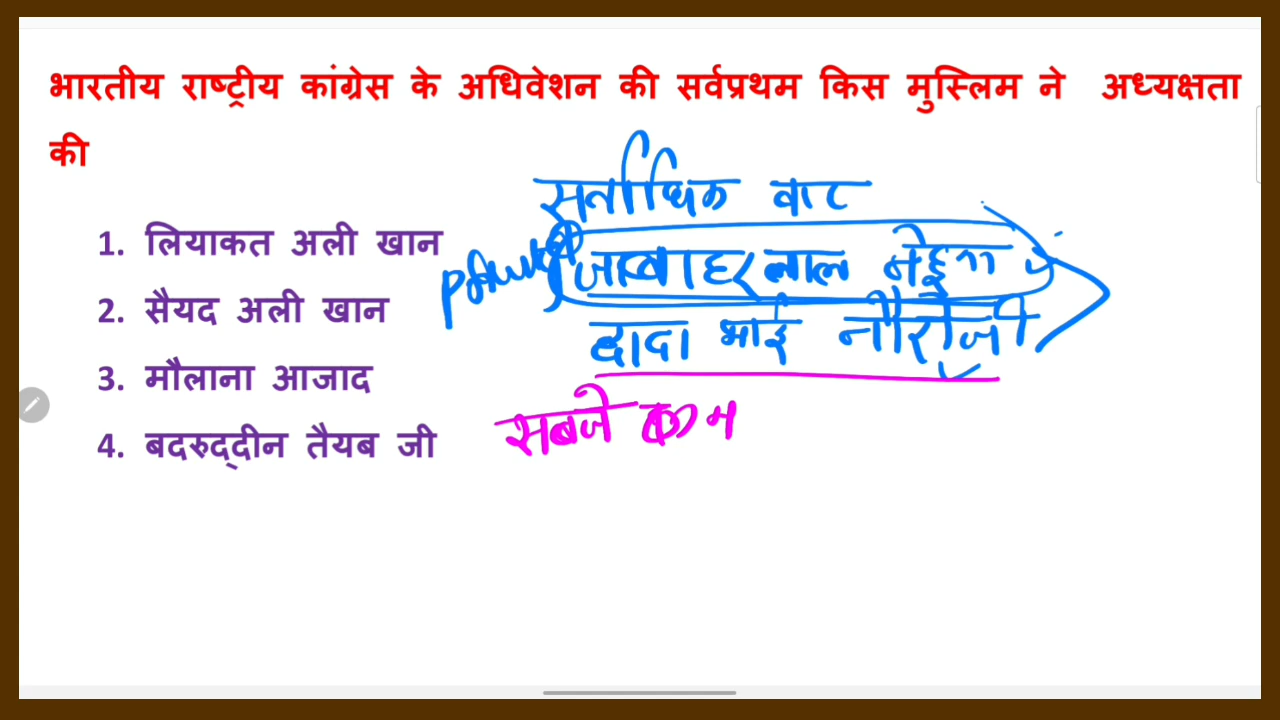 भारतीय राष्ट्रीय कांग्रेस के अधिवेशन की सर्वप्रथम किस मुस्लिम ने अध्यक्षता
की
सर्वाधिक बार
1. लियाकत अली खान
जवाहर लाल नेहरू
2. सैयद अली खान
दादा भाई नौरोजी
3. मौलाना आजाद
4. बदरुद्दीन तैयब जी
सबसे कम